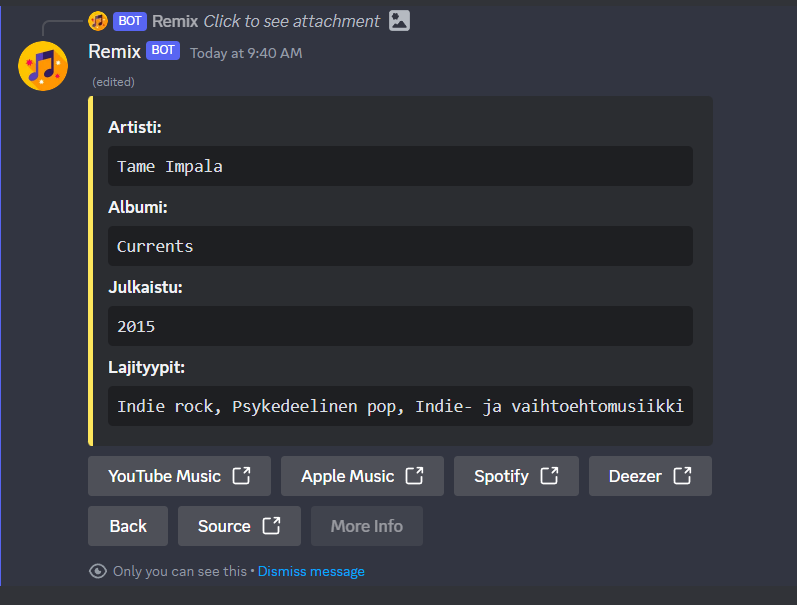 BOT Remix Click to see attachment
Remix BOT Today at 9:40 AM
(edited)
Artisti:
Tame Impala
Albumi:
Currents
Julkaistu:
2015
Lajityypit:
Indie rock, Psykedeelinen pop, Indie- ja vaihtoehtomusiikki
YouTube Music Apple Music Spotify Deezer
Back Source More Info
Only you can see this • Dismiss message